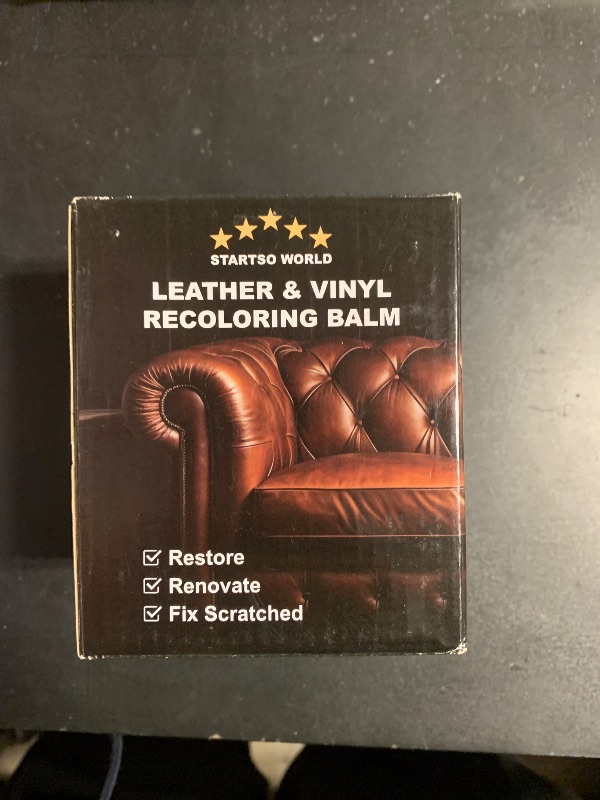 STARTSO WORLD
LEATHER & VINYL
RECOLORING BALM
Restore
Renovate
Fix Scratched